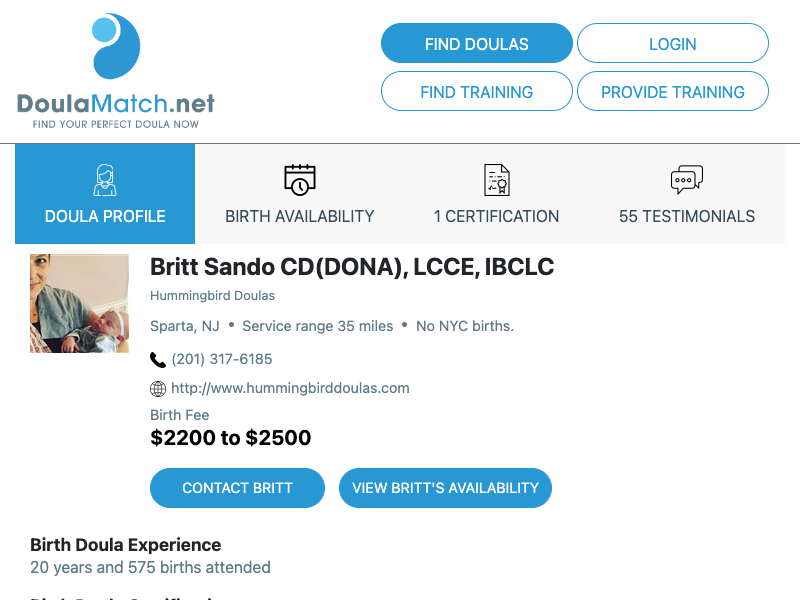 DoulaMatch.net
FIND YOUR PERFECT DOULA NOW
FIND DOULAS
LOGIN
FIND TRAINING
PROVIDE TRAINING
DOULA PROFILE
BIRTH AVAILABILITY
1 CERTIFICATION
55 TESTIMONIALS
Britt Sando CD(DONA), LCCE, IBCLC
Hummingbird Doulas
Sparta, NJ • Service range 35 miles • No NYC births.
(201) 317-6185
http://www.hummingbirddoulas.com
Birth Fee
$2200 to $2500
CONTACT BRITT
VIEW BRITT'S AVAILABILITY
Birth Doula Experience
20 years and 575 births attended